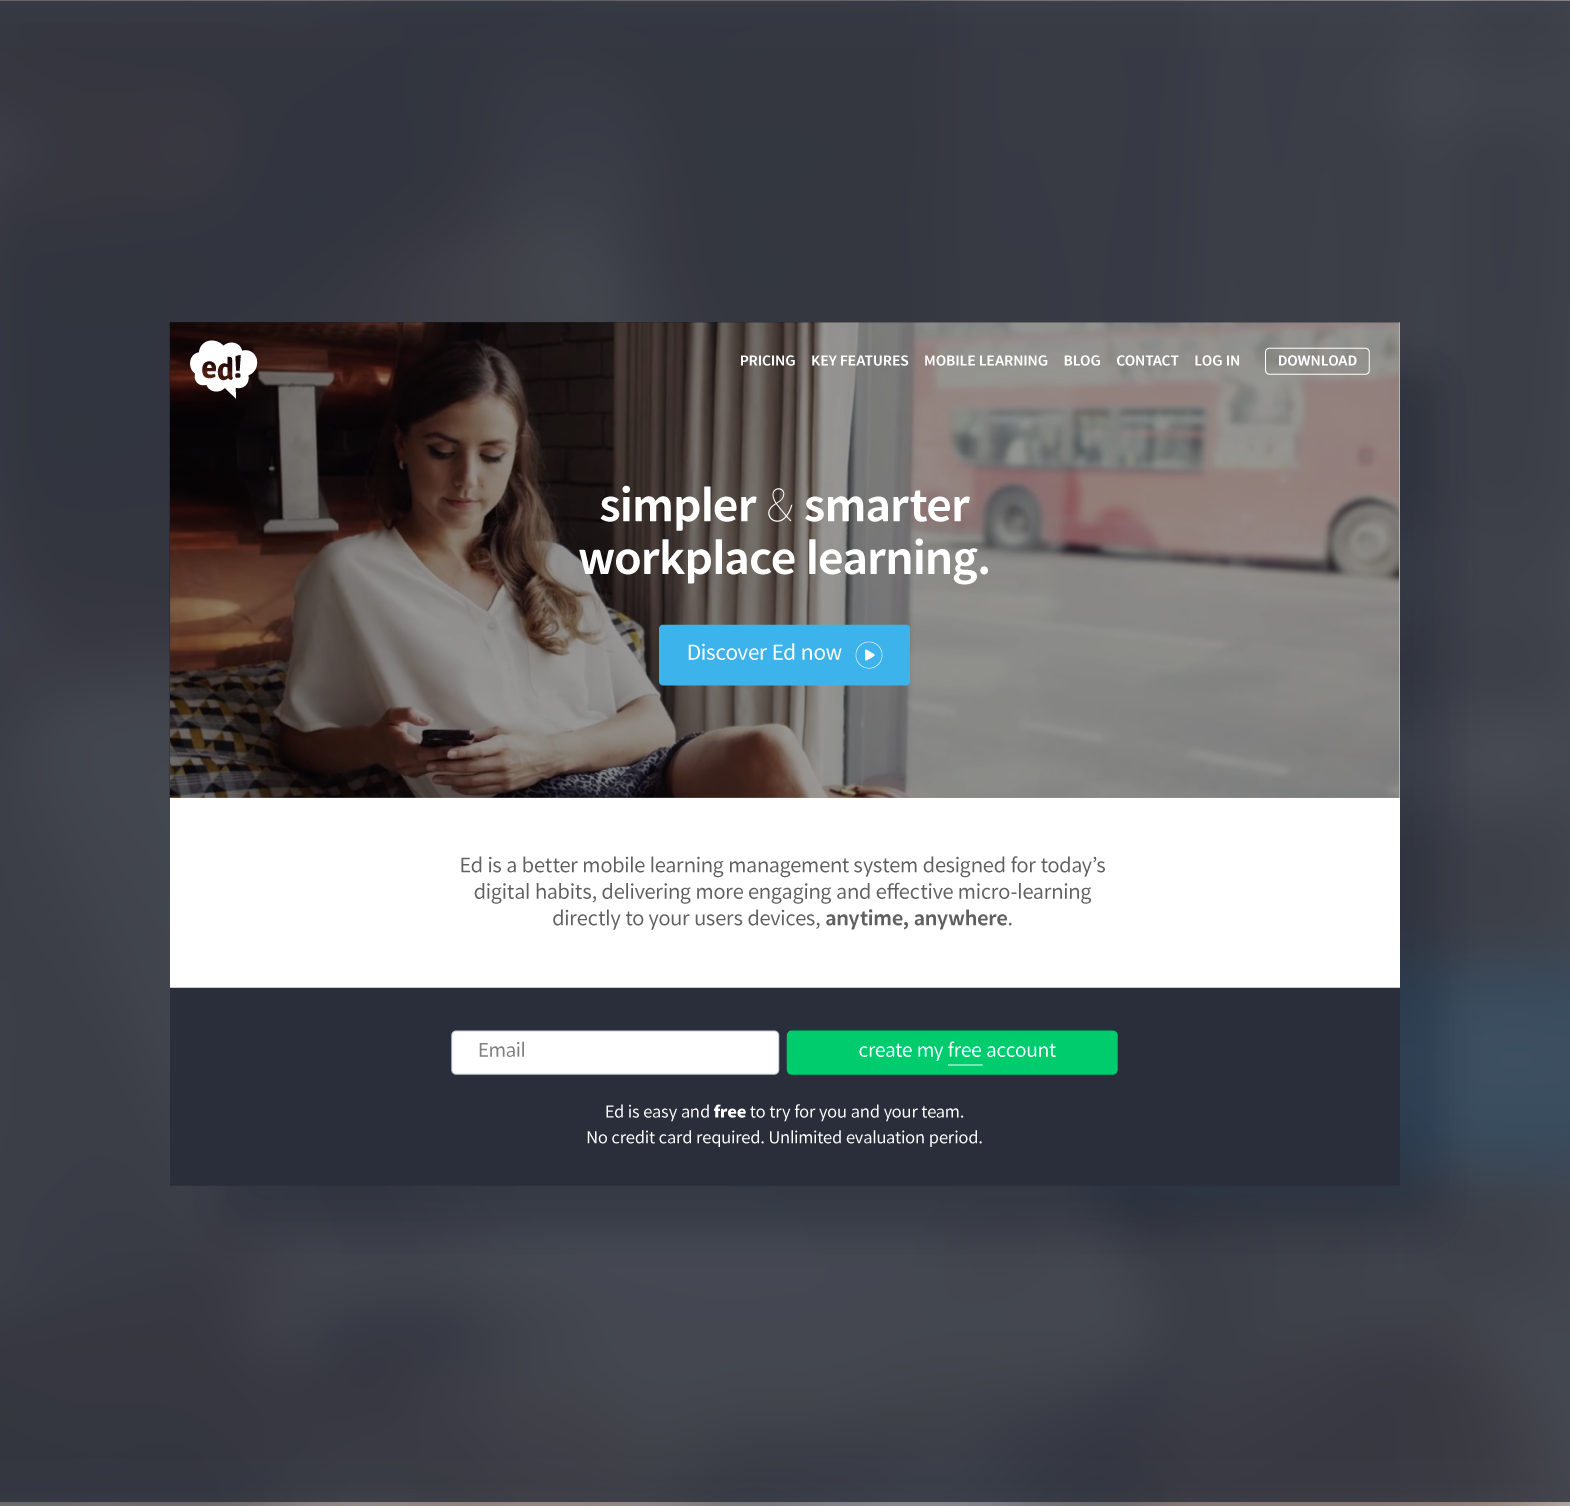 ed!
PRICING KEY FEATURES MOBILE LEARNING BLOG CONTACT LOG IN DOWNLOAD
simpler & smarter
workplace learning.
Discover Ed now
Ed is a better mobile learning management system designed for today’s
digital habits, delivering more engaging and effective micro-learning
directly to your users devices, anytime, anywhere.
Email create my free account
Ed is easy and free to try for you and your team.
No credit card required. Unlimited evaluation period.